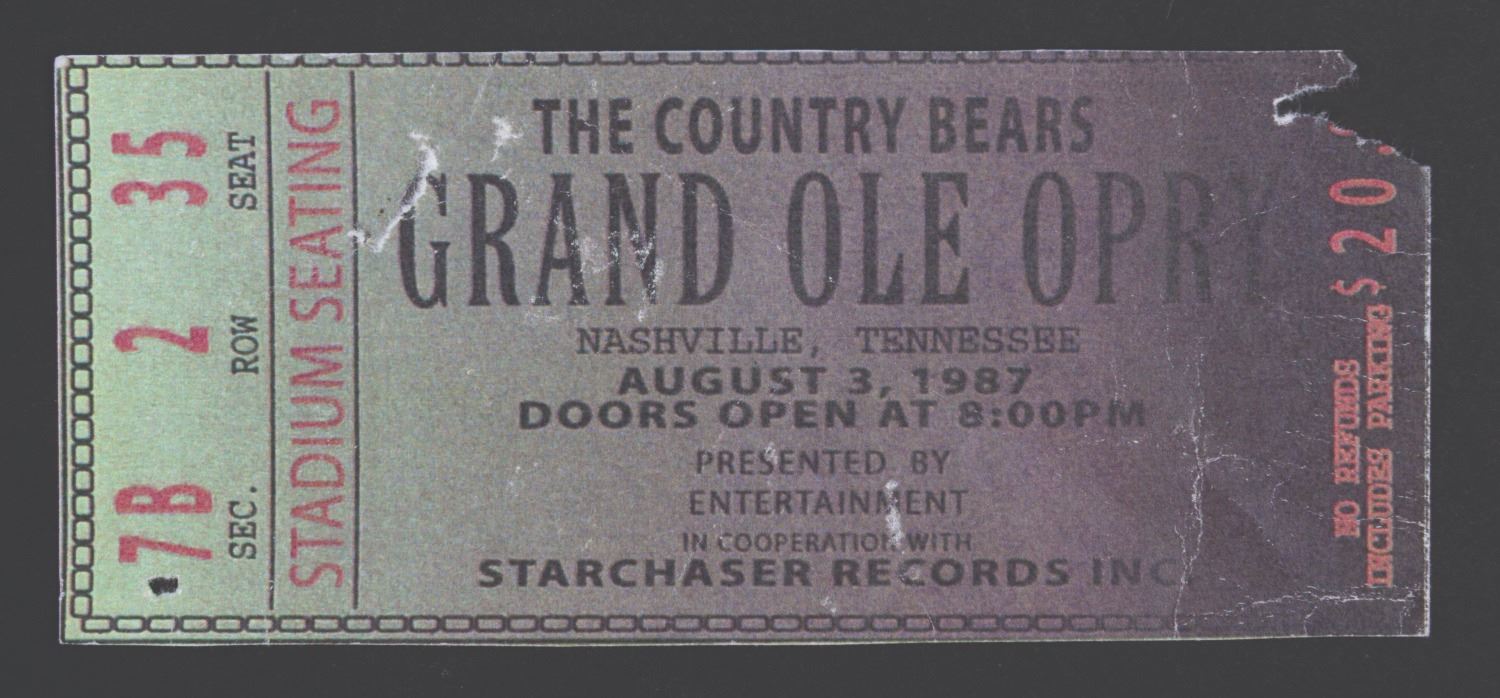 7B 2 35
SEC. ROW SEAT
STADIUM SEATING
THE COUNTRY BEARS
GRAND OLE OPRY
NASHVILLE, TENNESSEE
AUGUST 3, 1987
DOORS OPEN AT 8:00PM
PRESENTED BY
ENTERTAINMENT
IN COOPERATION WITH
STARCHASER RECORDS INC.
NO REFUNDS
INCLUDES PARKING $20.